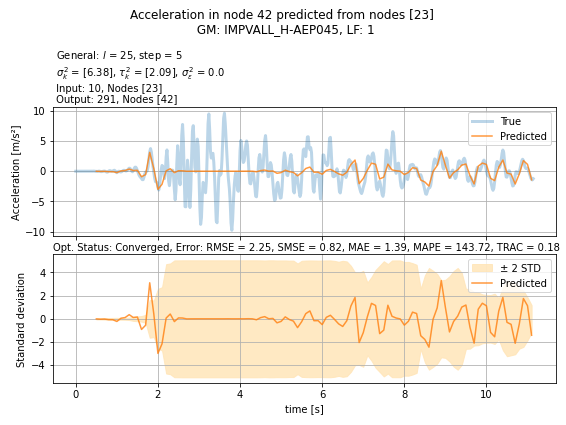 Acceleration in node 42 predicted from nodes [23]
GM: IMPVALL_H-AEP045, LF: 1
General: l = 25, step = 5
σ²ₖ = [6.38], τ²ₖ = [2.09], σ²ε = 0.0
Input: 10, Nodes [23]
Output: 291, Nodes [42]
10
5
0
−5
−10
Acceleration [m/s²]
True
Predicted
Opt. Status: Converged, Error: RMSE = 2.25, SMSE = 0.82, MAE = 1.39, MAPE = 143.72, TRAC = 0.18
4
2
0
−2
−4
Standard deviation
± 2 STD
Predicted
0 2 4 6 8 10
time [s]